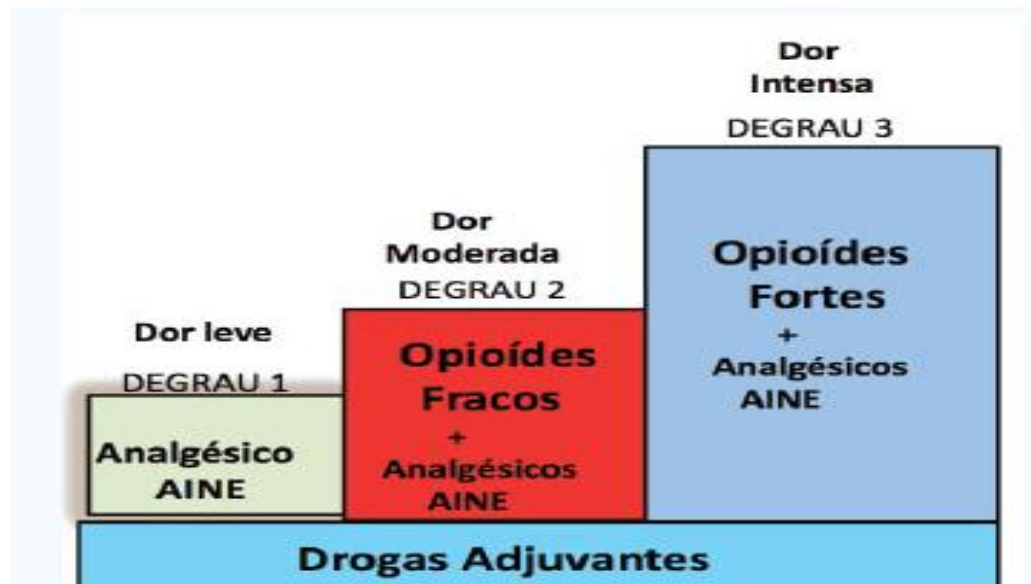 Dor leve
DEGRAU 1
Analgésico
AINE
Dor
Moderada
DEGRAU 2
Opioídes
Fracos
+
Analgésicos
AINE
Dor
Intensa
DEGRAU 3
Opioídes
Fortes
+
Analgésicos
AINE
Drogas Adjuvantes